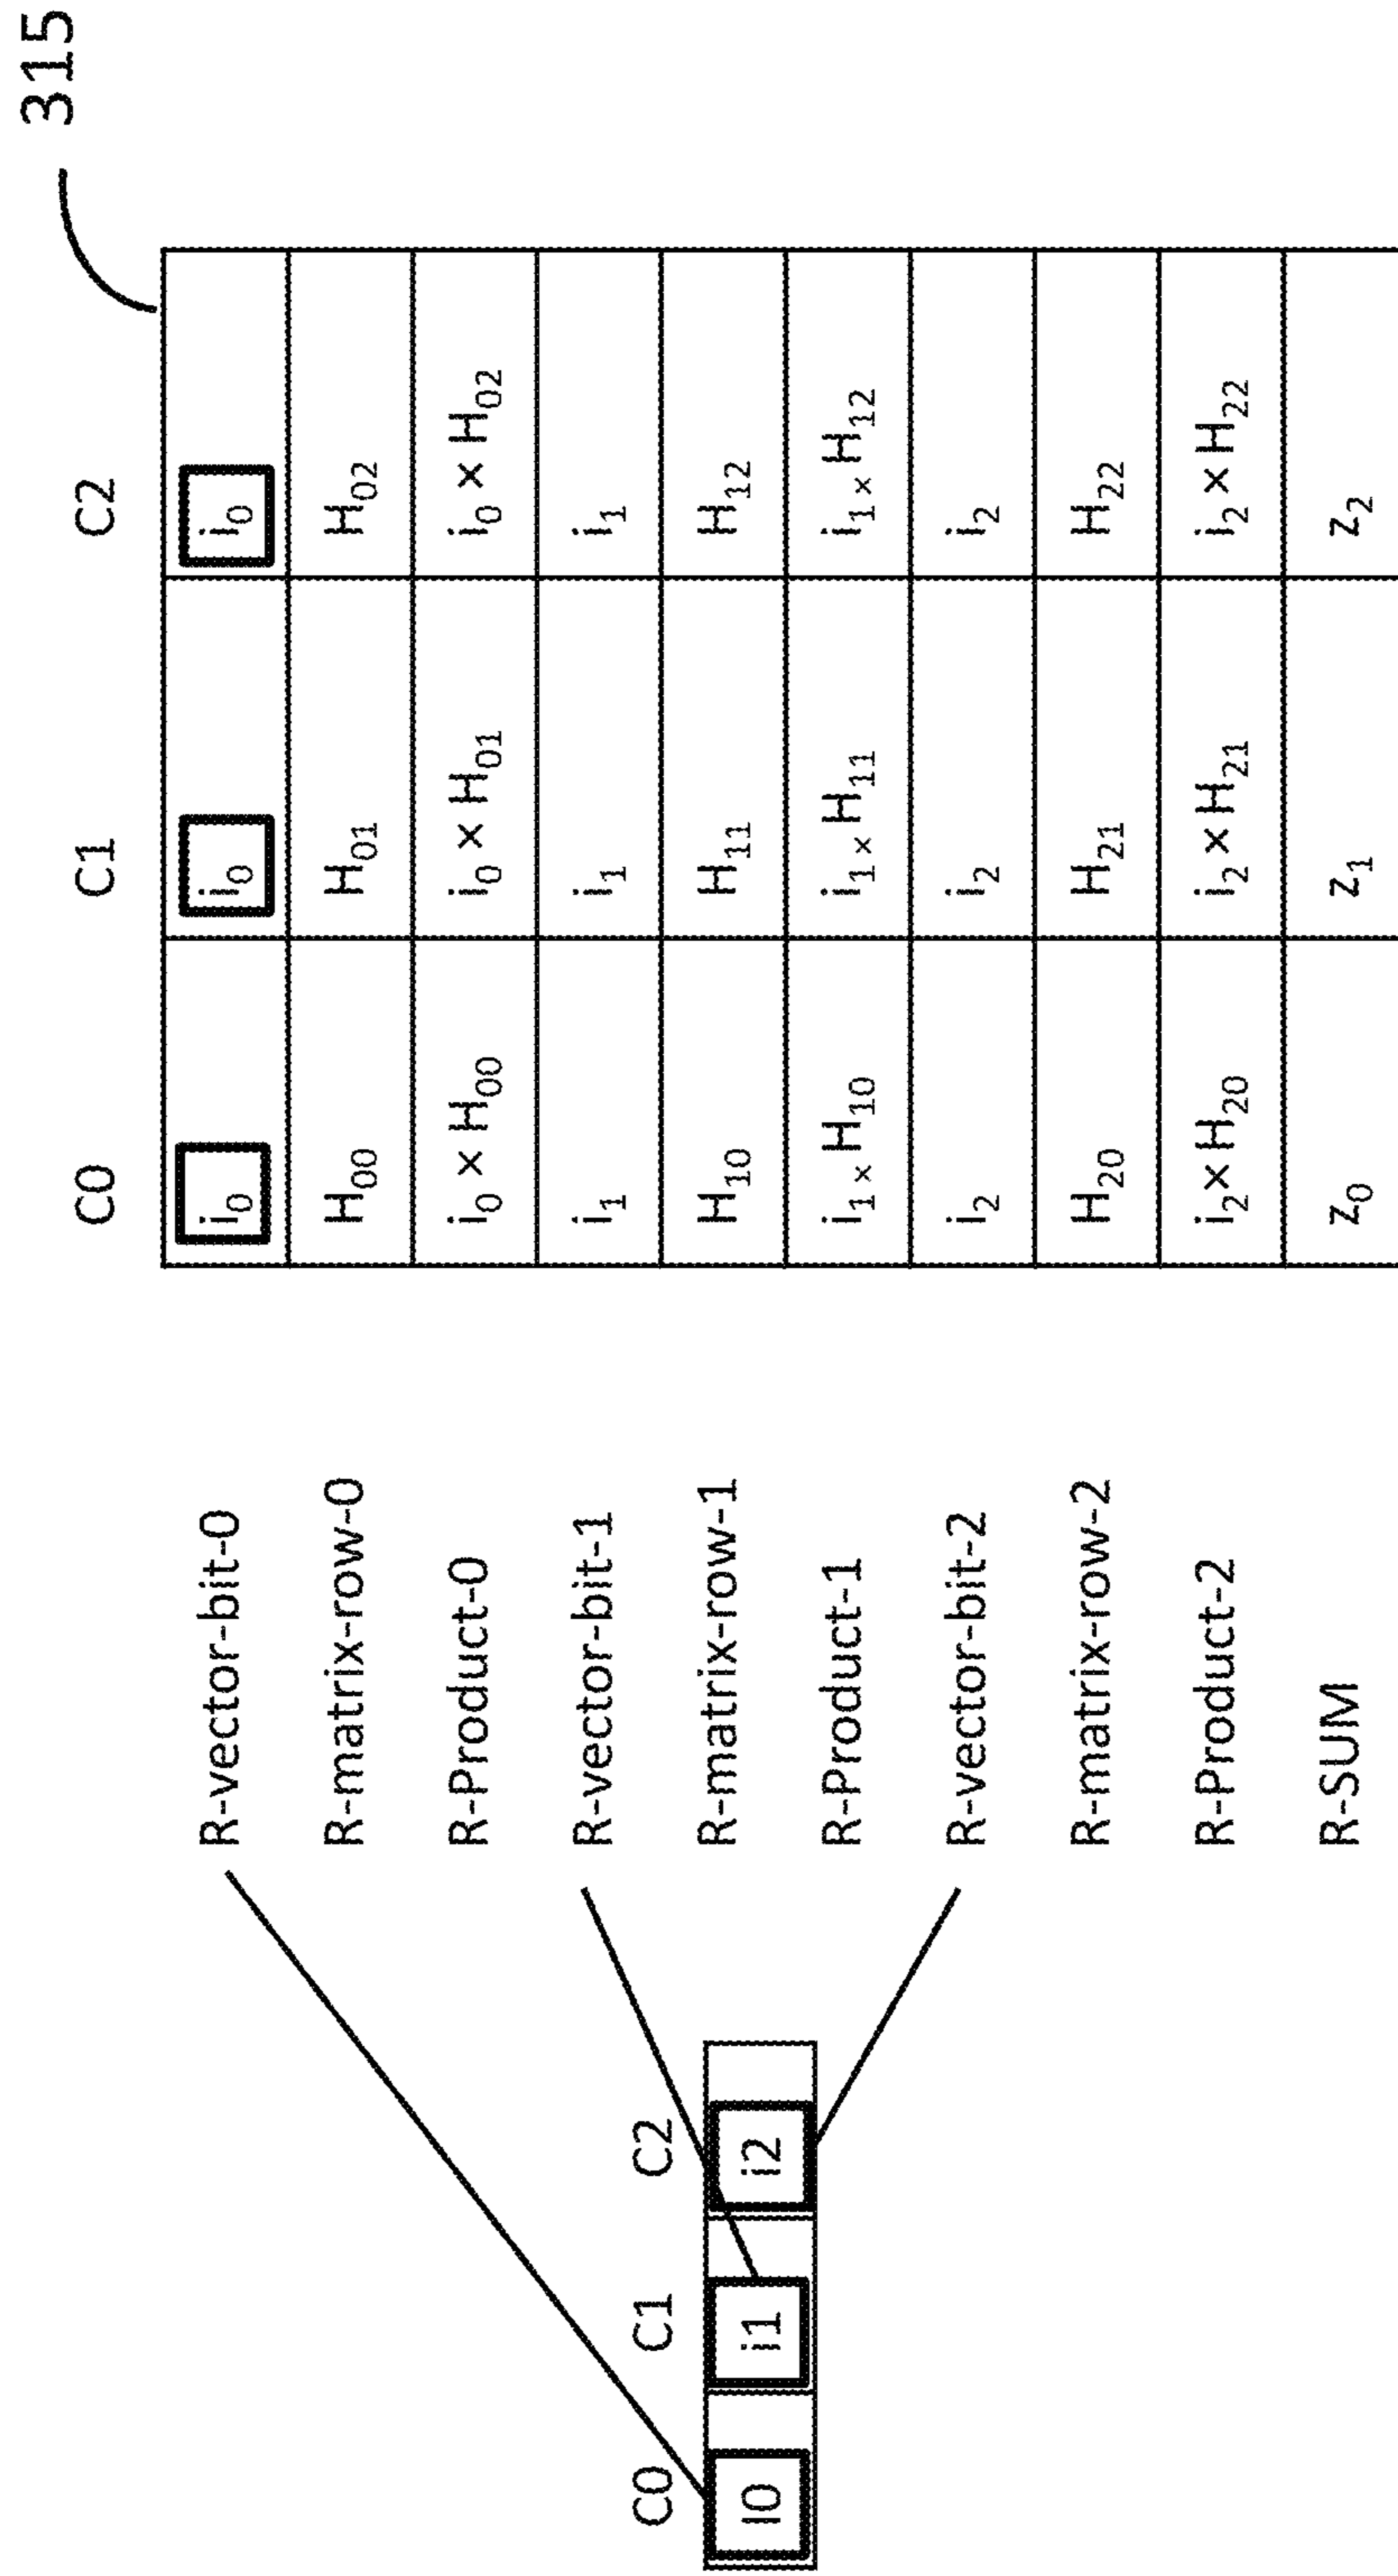 315
C0 C1 C2
R-vector-bit-0 i₀ i₀ i₀
R-matrix-row-0 H₀₀ H₀₁ H₀₂
R-Product-0 i₀ × H₀₀ i₀ × H₀₁ i₀ × H₀₂
R-vector-bit-1 i₁ i₁ i₁
C0 C1 C2
R-matrix-row-1 H₁₀ H₁₁ H₁₂
I0 i1 i2
R-Product-1 i₁ × H₁₀ i₁ × H₁₁ i₁ × H₁₂
R-vector-bit-2 i₂ i₂ i₂
R-matrix-row-2 H₂₀ H₂₁ H₂₂
R-Product-2 i₂ × H₂₀ i₂ × H₂₁ i₂ × H₂₂
R-SUM z₀ z₁ z₂